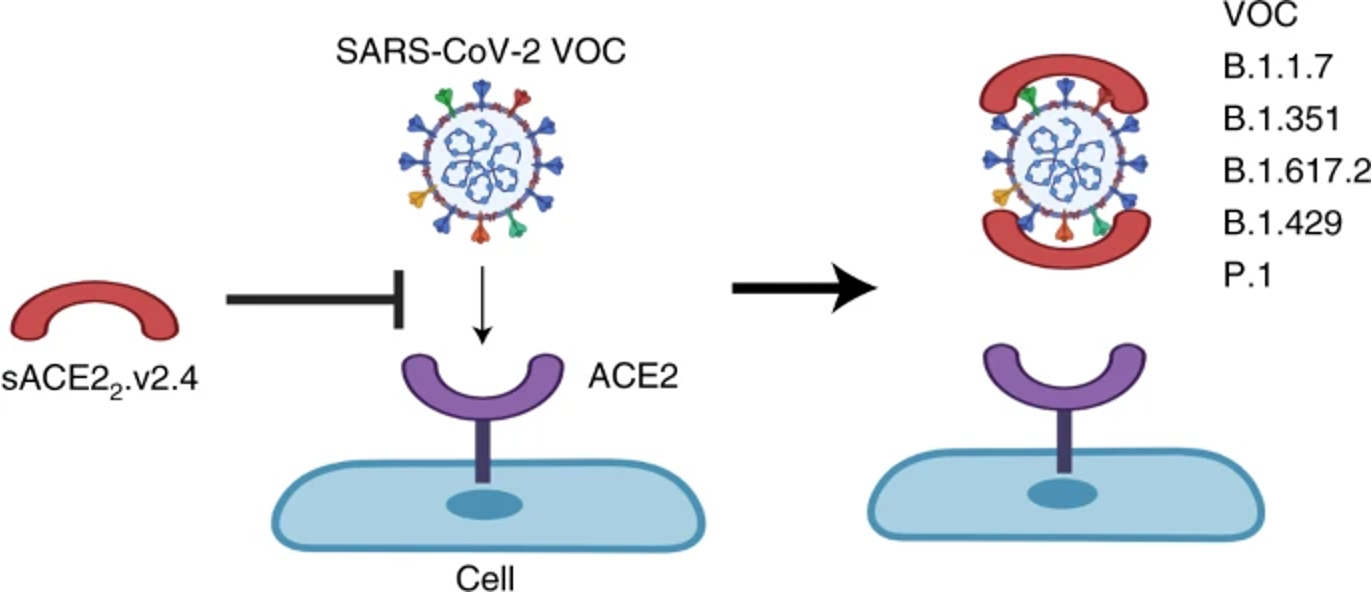 SARS-CoV-2 VOC
sACE2₂.v2.4
ACE2
Cell
VOC
B.1.1.7
B.1.351
B.1.617.2
B.1.429
P.1